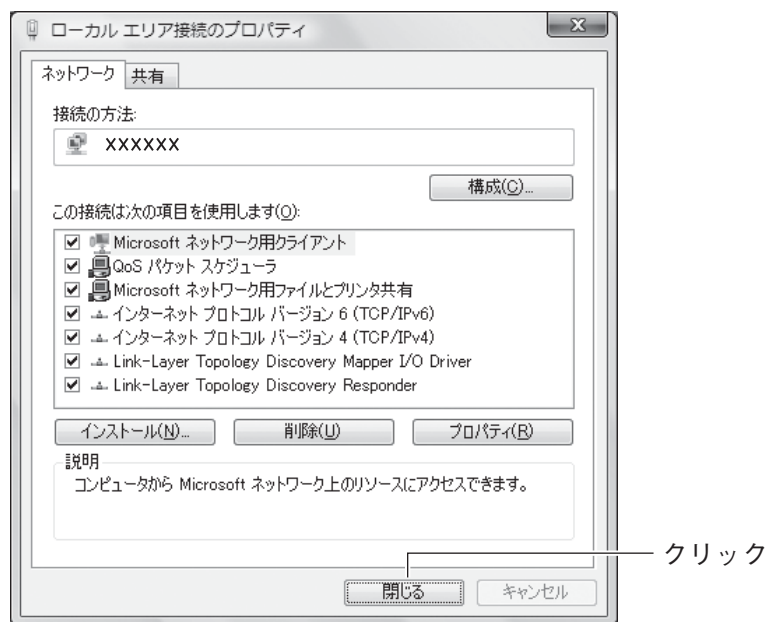 ローカル エリア接続のプロパティ
X
ネットワーク 共有
接続の方法:
XXXXXX
構成(C)...
この接続は次の項目を使用します(O):
Microsoft ネットワーク用クライアント
QoS パケット スケジューラ
Microsoft ネットワーク用ファイルとプリンタ共有
インターネット プロトコル バージョン 6 (TCP/IPv6)
インターネット プロトコル バージョン 4 (TCP/IPv4)
Link-Layer Topology Discovery Mapper I/O Driver
Link-Layer Topology Discovery Responder
インストール(N)... 削除(U) プロパティ(R)
説明
コンピュータから Microsoft ネットワーク上のリソースにアクセスできます。
クリック
閉じる キャンセル